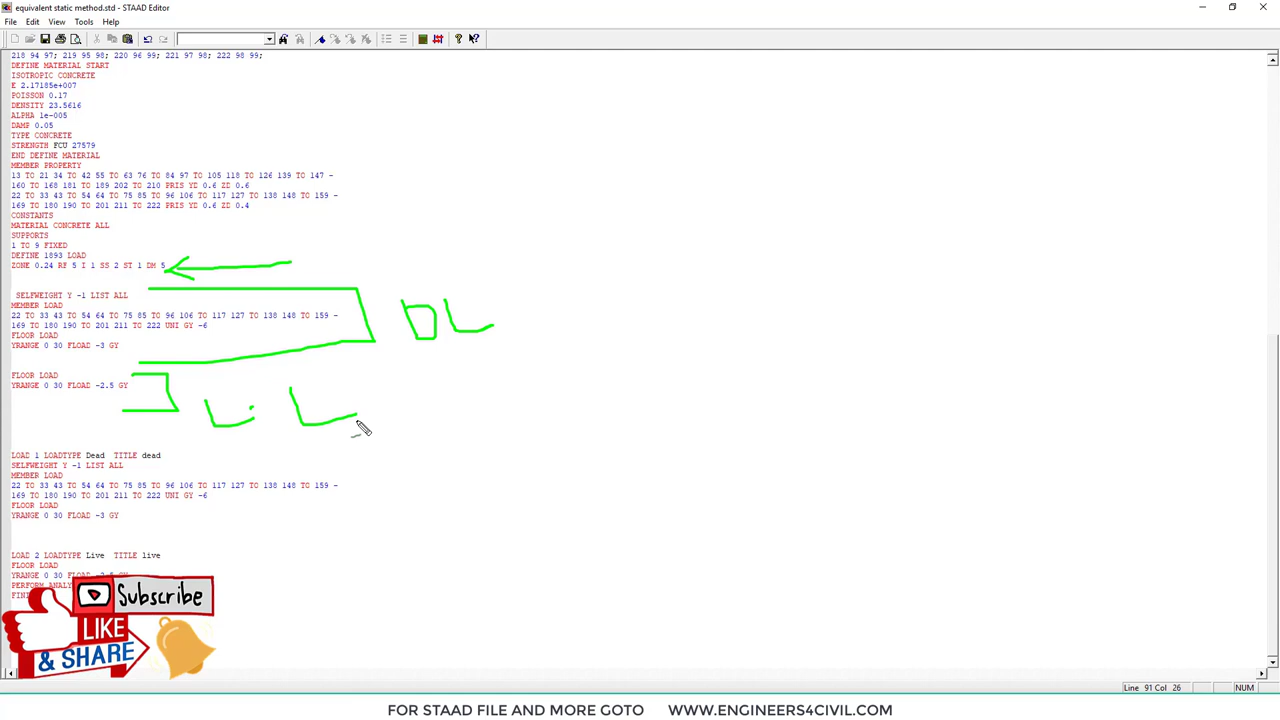 equivalent static method.std - STAAD Editor
File Edit View Tools Help
218 94 97; 219 95 98; 220 96 99; 221 97 98; 222 98 99;
DEFINE MATERIAL START
ISOTROPIC CONCRETE
E 2.17185e+007
POISSON 0.17
DENSITY 23.5616
ALPHA 1e-005
DAMP 0.05
TYPE CONCRETE
STRENGTH FCU 27579
END DEFINE MATERIAL
MEMBER PROPERTY
13 TO 21 34 TO 42 55 TO 63 76 TO 84 97 TO 105 118 TO 126 139 TO 147 -
160 TO 168 181 TO 189 202 TO 210 PRIS YD 0.6 ZD 0.6
22 TO 33 43 TO 54 64 TO 75 85 TO 96 106 TO 117 127 TO 138 148 TO 159 -
169 TO 180 190 TO 201 211 TO 222 PRIS YD 0.6 ZD 0.4
CONSTANTS
MATERIAL CONCRETE ALL
SUPPORTS
1 TO 9 FIXED
DEFINE 1893 LOAD
ZONE 0.24 RF 5 I 1 SS 2 ST 1 DM 5
SELFWEIGHT Y -1 LIST ALL
MEMBER LOAD
22 TO 33 43 TO 54 64 TO 75 85 TO 96 106 TO 117 127 TO 138 148 TO 159 -
169 TO 180 190 TO 201 211 TO 222 UNI GY -6
DL
FLOOR LOAD
YRANGE 0 30 FLOAD -3 GY
FLOOR LOAD
YRANGE 0 30 FLOAD -2.5 GY
L. L
LOAD 1 LOADTYPE Dead TITLE dead
SELFWEIGHT Y -1 LIST ALL
MEMBER LOAD
22 TO 33 43 TO 54 64 TO 75 85 TO 96 106 TO 117 127 TO 138 148 TO 159 -
169 TO 180 190 TO 201 211 TO 222 UNI GY -6
FLOOR LOAD
YRANGE 0 30 FLOAD -3 GY
LOAD 2 LOADTYPE Live TITLE live
FLOOR LOAD
YRANGE 0 30 FLOAD -2.5 GY
PERFORM
Subscribe
LIKE
& SHARE
Line 91 Col 26 NUM
FOR STAAD FILE AND MORE GOTO WWW.ENGINEERS4CIVIL.COM